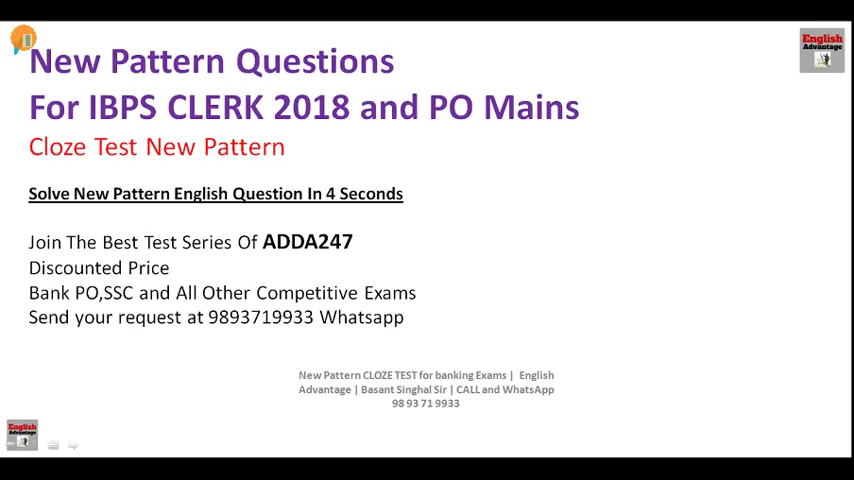 New Pattern Questions
For IBPS CLERK 2018 and PO Mains
Cloze Test New Pattern
Solve New Pattern English Question In 4 Seconds
Join The Best Test Series Of ADDA247
Discounted Price
Bank PO,SSC and All Other Competitive Exams
Send your request at 9893719933 Whatsapp
New Pattern CLOZE TEST for banking Exams | English
Advantage | Basant Singhal Sir | CALL and WhatsApp
98 93 71 9933
English
Advantage
English
Advantage